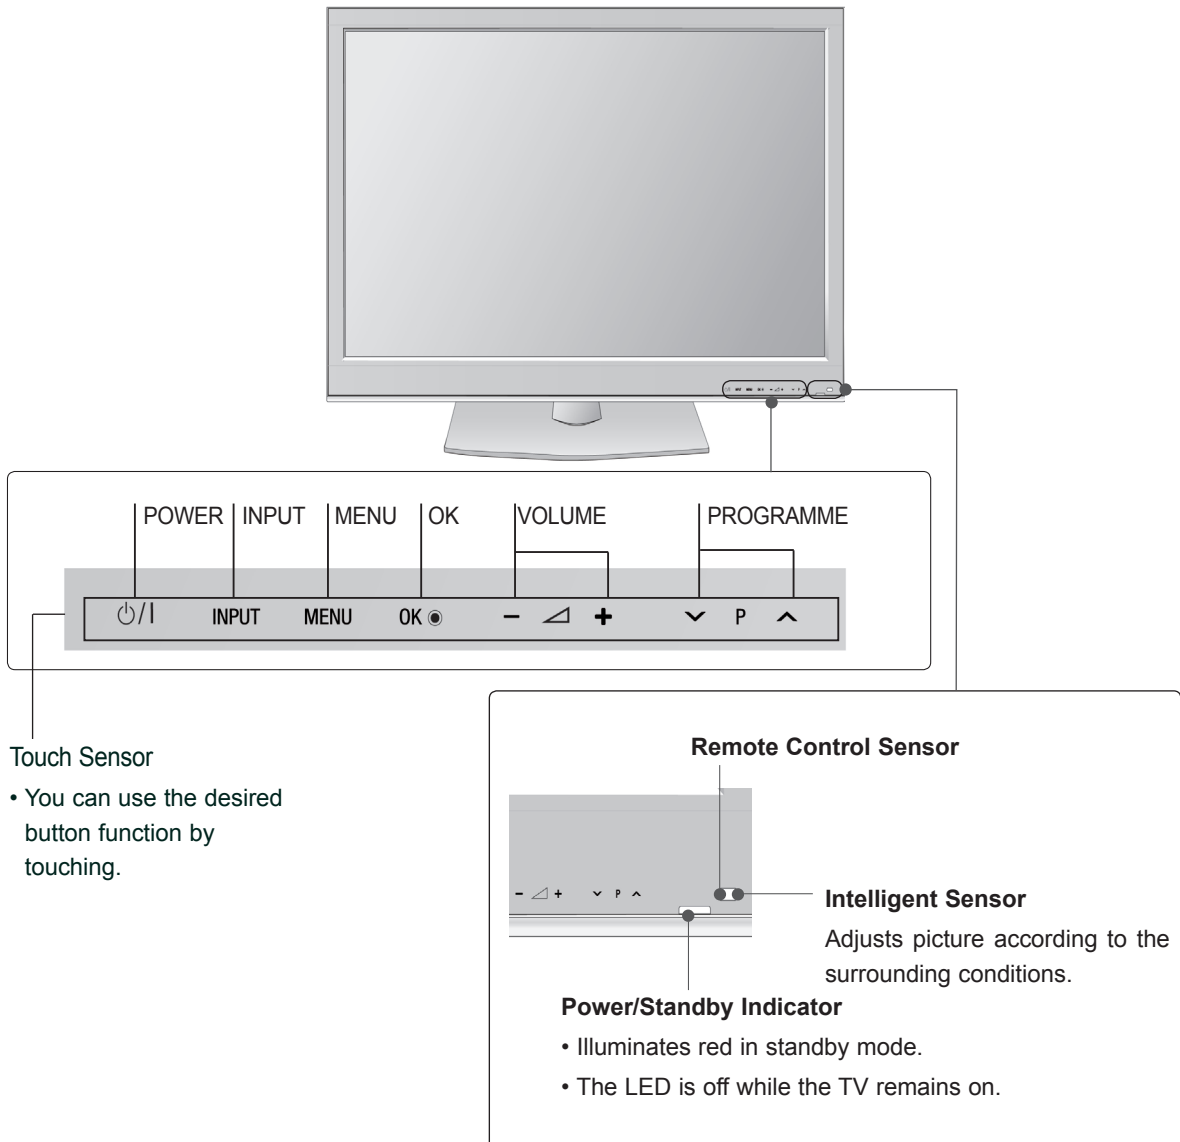 POWER INPUT MENU OK VOLUME PROGRAMME
⏻/I INPUT MENU OK ◉ - ⊿ + ⌄ P ⌃
Touch Sensor
• You can use the desired
button function by
touching.
Remote Control Sensor
- ⊿ + ⌄ P ⌃
Intelligent Sensor
Adjusts picture according to the
surrounding conditions.
Power/Standby Indicator
• Illuminates red in standby mode.
• The LED is off while the TV remains on.